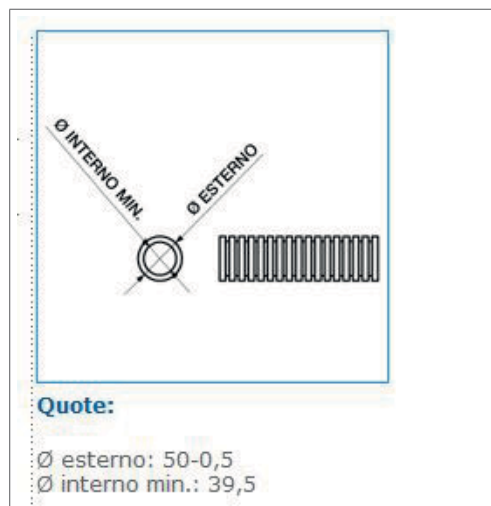 Ø INTERNO MIN.
Ø ESTERNO
Quote:
Ø esterno: 50-0,5
Ø interno min.: 39,5